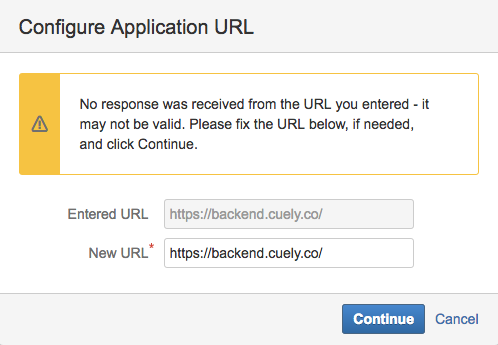 Configure Application URL
No response was received from the URL you entered - it
may not be valid. Please fix the URL below, if needed,
and click Continue.
Entered URL https://backend.cuely.co/
New URL* https://backend.cuely.co/
Continue Cancel